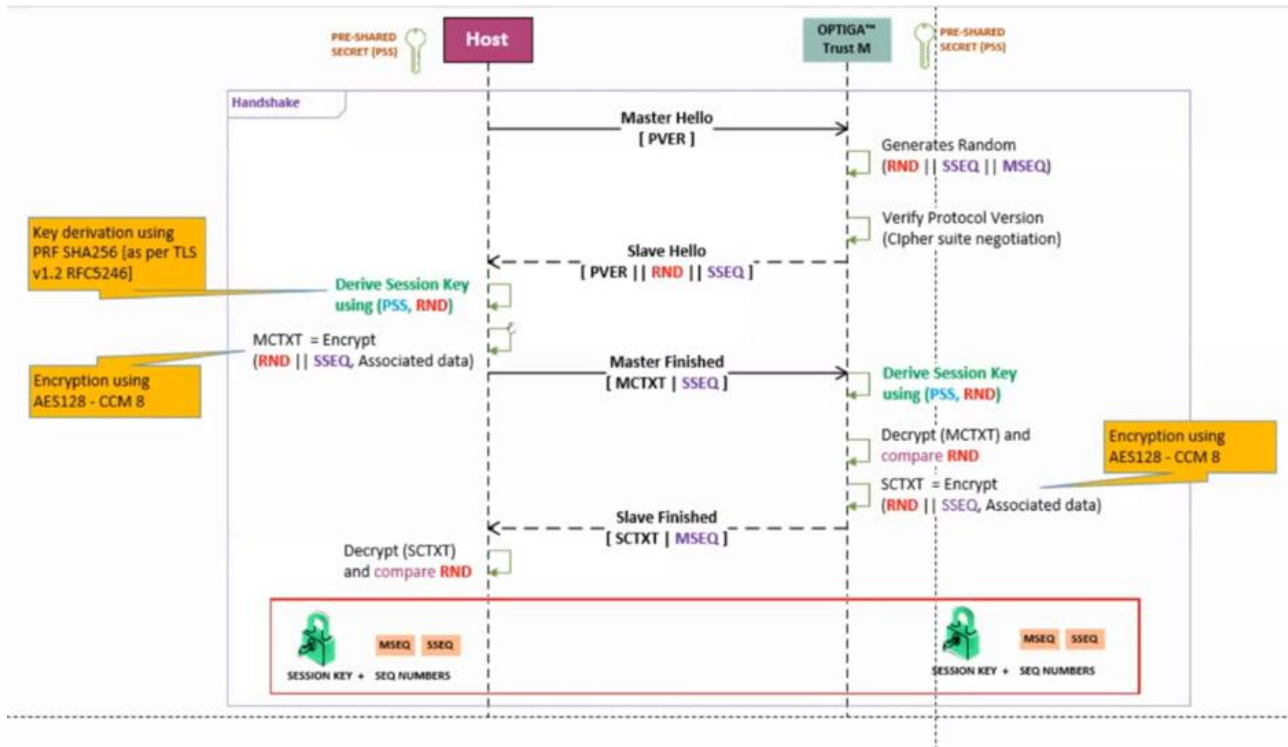 PRE-SHARED
SECRET (PSS)
Host
OPTIGA™
Trust M
PRE-SHARED
SECRET (PSS)
Handshake
Master Hello
[ PVER ]
Generates Random
(RND || SSEQ || MSEQ)
Verify Protocol Version
(CIpher suite negotiation)
Key derivation using
PRF SHA256 [as per TLS
v1.2 RFC5246]
Slave Hello
[ PVER || RND || SSEQ ]
Derive Session Key
using (PSS, RND)
MCTXT = Encrypt
(RND || SSEQ, Associated data)
Encryption using
AES128 - CCM 8
Master Finished
[ MCTXT | SSEQ ]
Derive Session Key
using (PSS, RND)
Decrypt (MCTXT) and
compare RND
Encryption using
AES128 - CCM 8
SCTXT = Encrypt
(RND || SSEQ, Associated data)
Slave Finished
[ SCTXT | MSEQ ]
Decrypt (SCTXT)
and compare RND
MSEQ SSEQ
SESSION KEY + SEQ NUMBERS
MSEQ SSEQ
SESSION KEY + SEQ NUMBERS